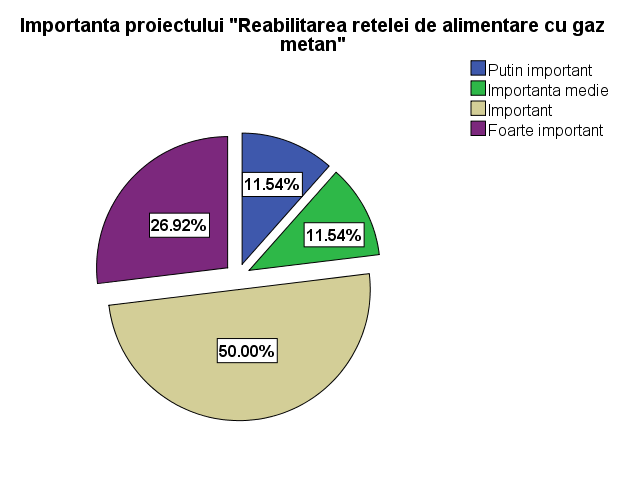 Importanta proiectului "Reabilitarea retelei de alimentare cu gaz
metan"
Putin important
Importanta medie
Important
Foarte important
11.54%
26.92%
11.54%
50.00%